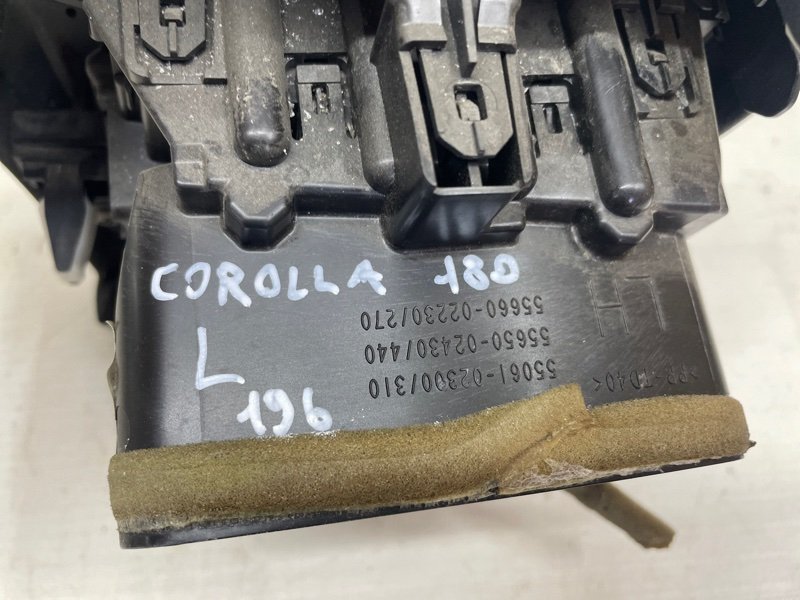 COROLLA 180
L
196
LH
55061-02300/310
55650-02430/440
55660-02230/270
>PP-TD40<